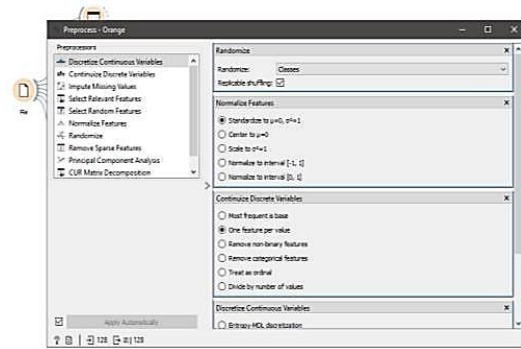 Preprocess - Orange
Preprocessors
Discretize Continuous Variables
Continuize Discrete Variables
Impute Missing Values
Select Relevant Features
Select Random Features
Normalize Features
Randomize
Remove Sparse Features
Principal Component Analysis
CUR Matrix Decomposition
Apply Automatically
128
128
Randomize
Randomize: Classes
Replicable shuffling:
Normalize Features
Standardize to μ=0, σ²=1
Center to μ=0
Scale to σ²=1
Normalize to interval [-1, 1]
Normalize to interval [0, 1]
Continuize Discrete Variables
Most frequent is base
One feature per value
Remove non-binary features
Remove categorical features
Treat as ordinal
Divide by number of values
Discretize Continuous Variables
Entropy-MDL discretization
File